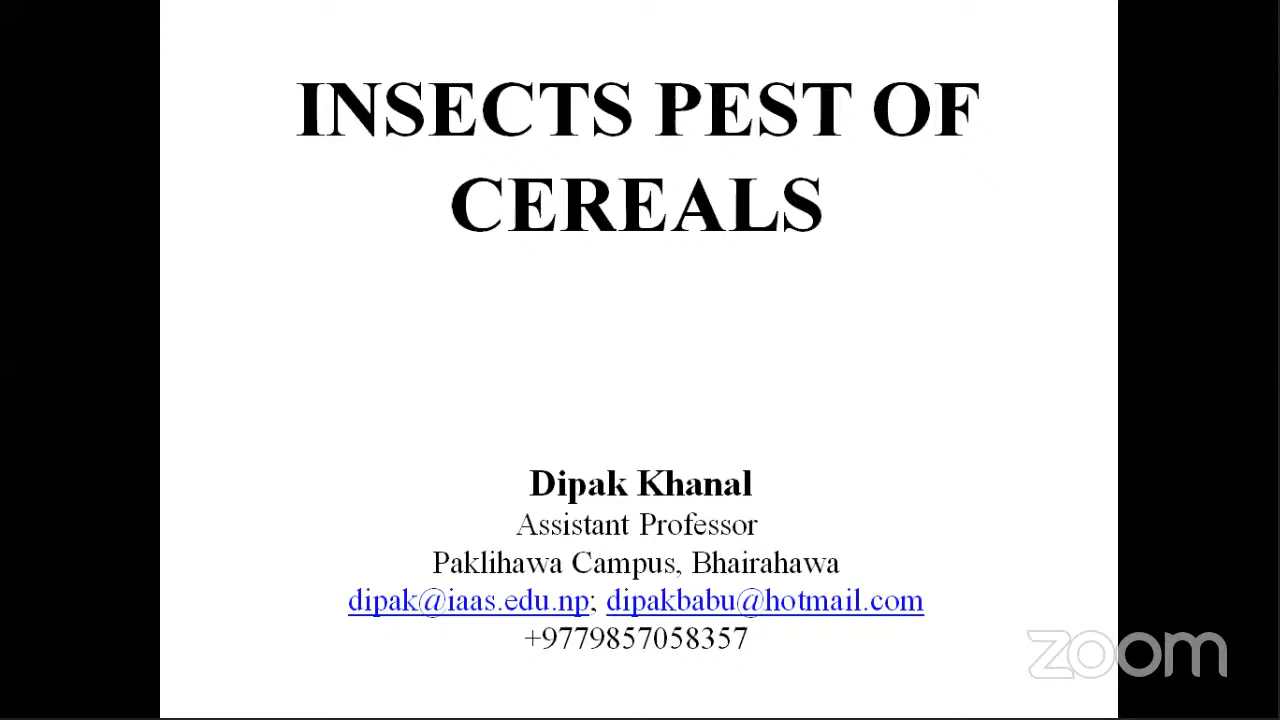 INSECTS PEST OF
CEREALS
Dipak Khanal
Assistant Professor
Paklihawa Campus, Bhairahawa
dipak@iaas.edu.np; dipakbabu@hotmail.com
+9779857058357
zoom